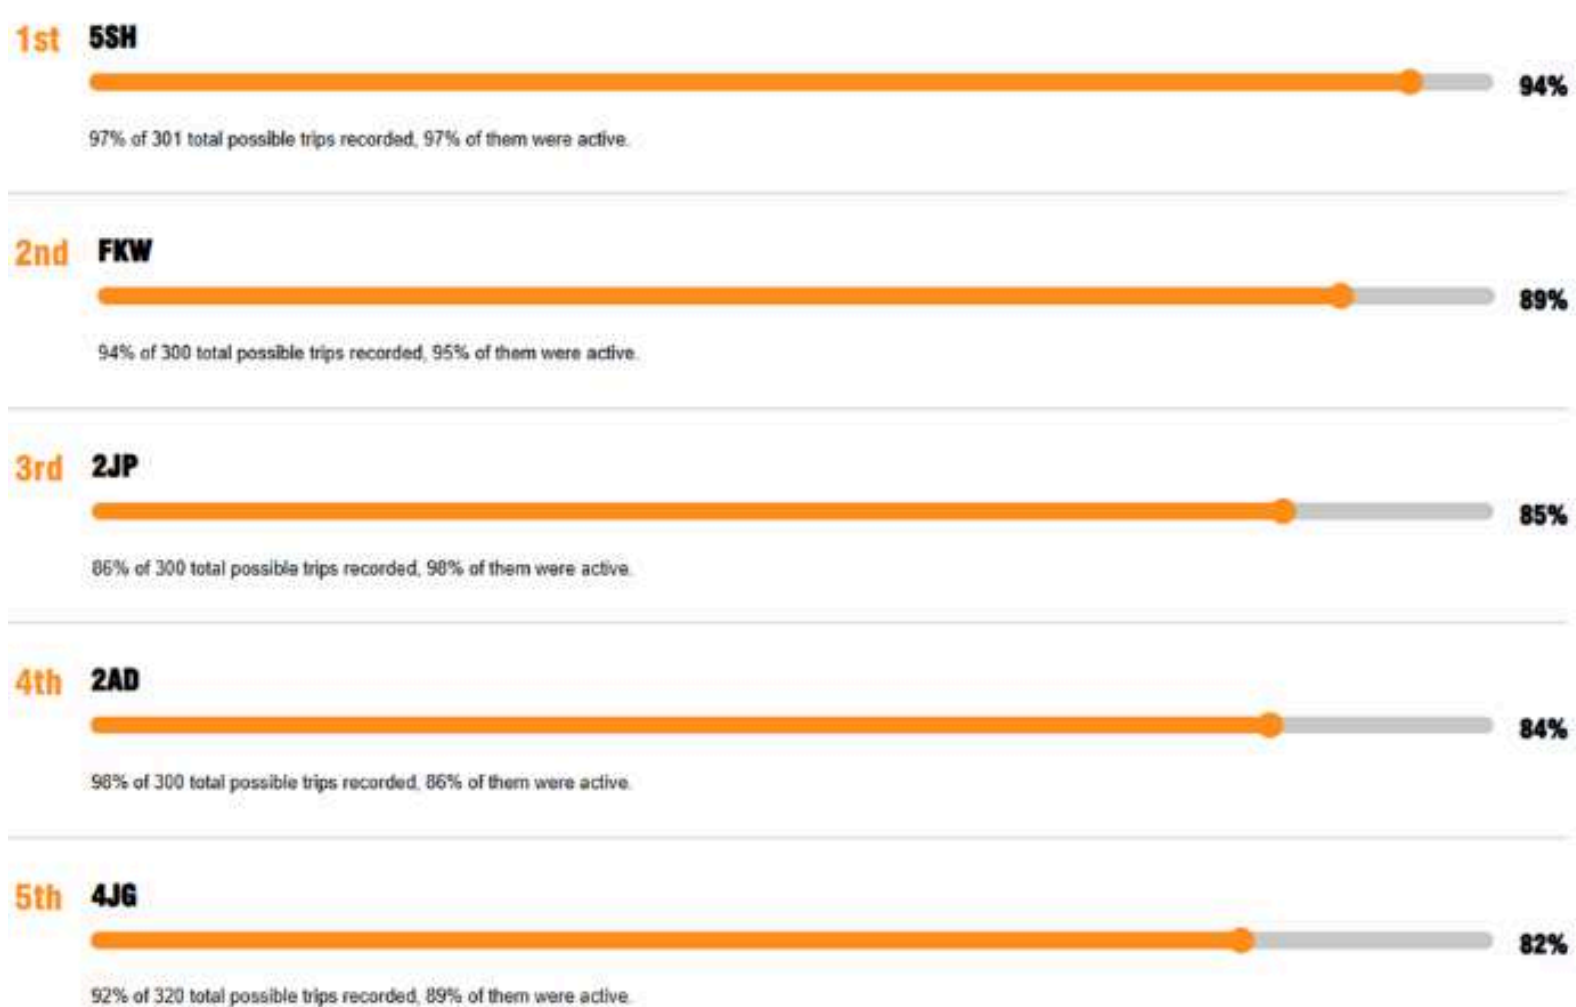 1st 5SH
94%
97% of 301 total possible trips recorded, 97% of them were active.
2nd FKW
89%
94% of 300 total possible trips recorded, 95% of them were active.
3rd 2JP
85%
86% of 300 total possible trips recorded, 98% of them were active.
4th 2AD
84%
98% of 300 total possible trips recorded, 86% of them were active.
5th 4JG
82%
92% of 320 total possible trips recorded, 89% of them were active.